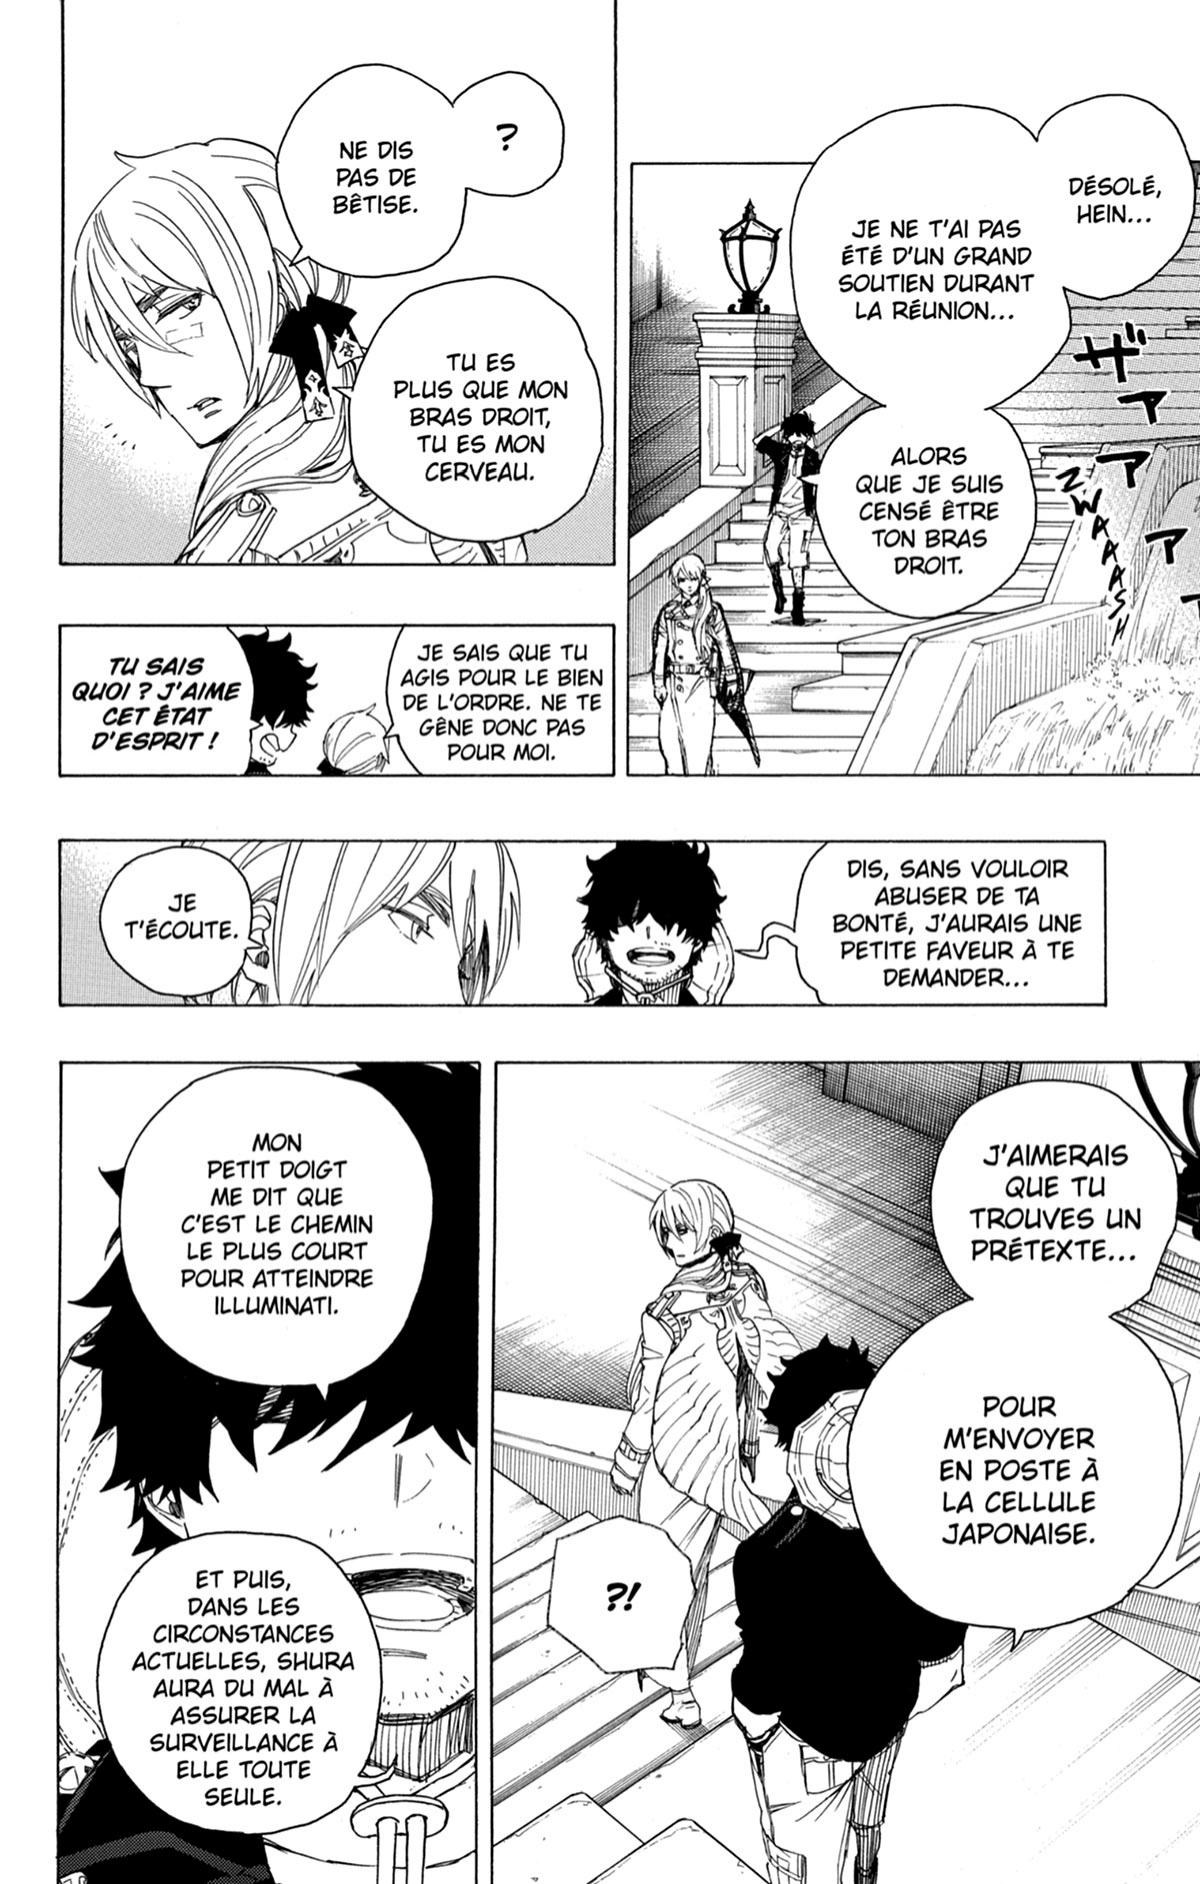 DÉSOLÉ,
HEIN...
JE NE T'AI PAS
ÉTÉ D'UN GRAND
SOUTIEN DURANT
LA RÉUNION...
ALORS
QUE JE SUIS
CENSÉ ÊTRE
TON BRAS
DROIT.
ザァァァ
ZWAAASH
?
NE DIS
PAS DE
BÊTISE.
TU ES
PLUS QUE MON
BRAS DROIT,
TU ES MON
CERVEAU.
JE SAIS QUE TU
AGIS POUR LE BIEN
DE L'ORDRE. NE TE
GÊNE DONC PAS
POUR MOI.
TU SAIS
QUOI ? J'AIME
CET ÉTAT
D'ESPRIT !
DIS, SANS VOULOIR
ABUSER DE TA
BONTÉ, J'AURAIS UNE
PETITE FAVEUR À TE
DEMANDER...
JE
T'ÉCOUTE.
J'AIMERAIS
QUE TU
TROUVES UN
PRÉTEXTE...
POUR
M'ENVOYER
EN POSTE À
LA CELLULE
JAPONAISE.
?!
MON
PETIT DOIGT
ME DIT QUE
C'EST LE CHEMIN
LE PLUS COURT
POUR ATTEINDRE
ILLUMINATI.
ET PUIS,
DANS LES
CIRCONSTANCES
ACTUELLES, SHURA
AURA DU MAL À
ASSURER LA
SURVEILLANCE À
ELLE TOUTE
SEULE.